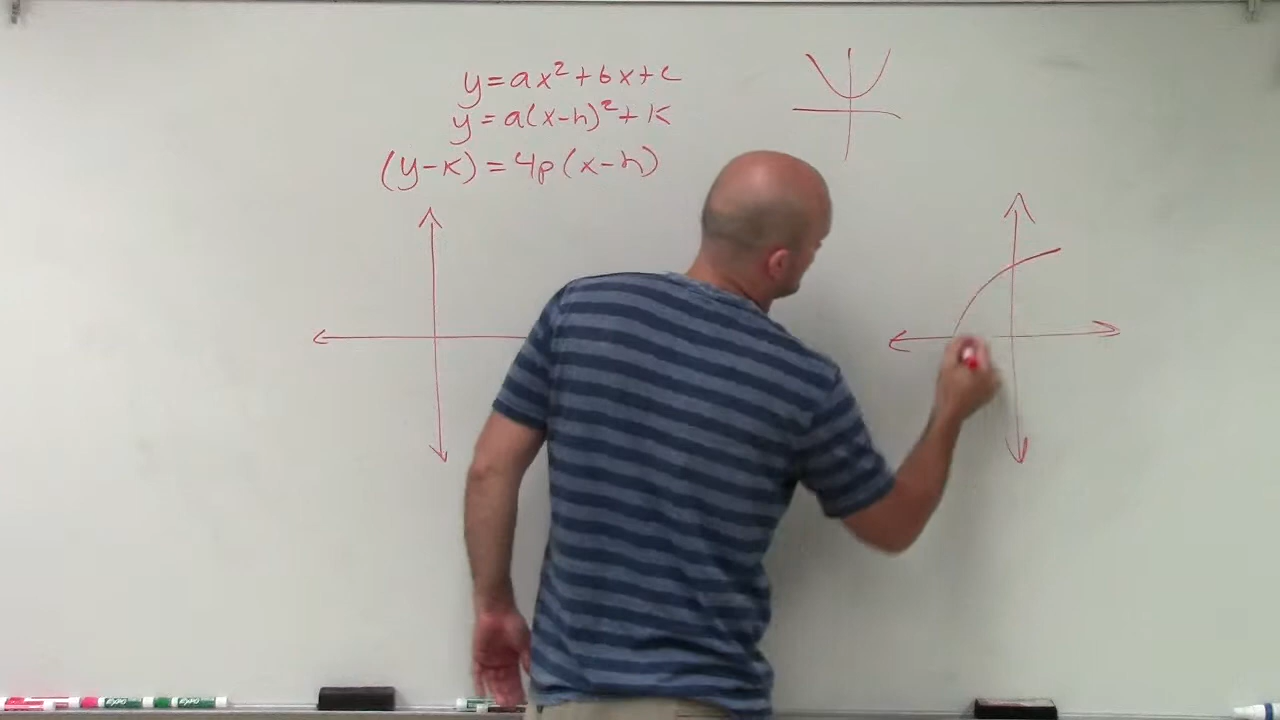 y=ax²+bx+c
y=a(x-h)²+k
(y-k)=4p(x-h)